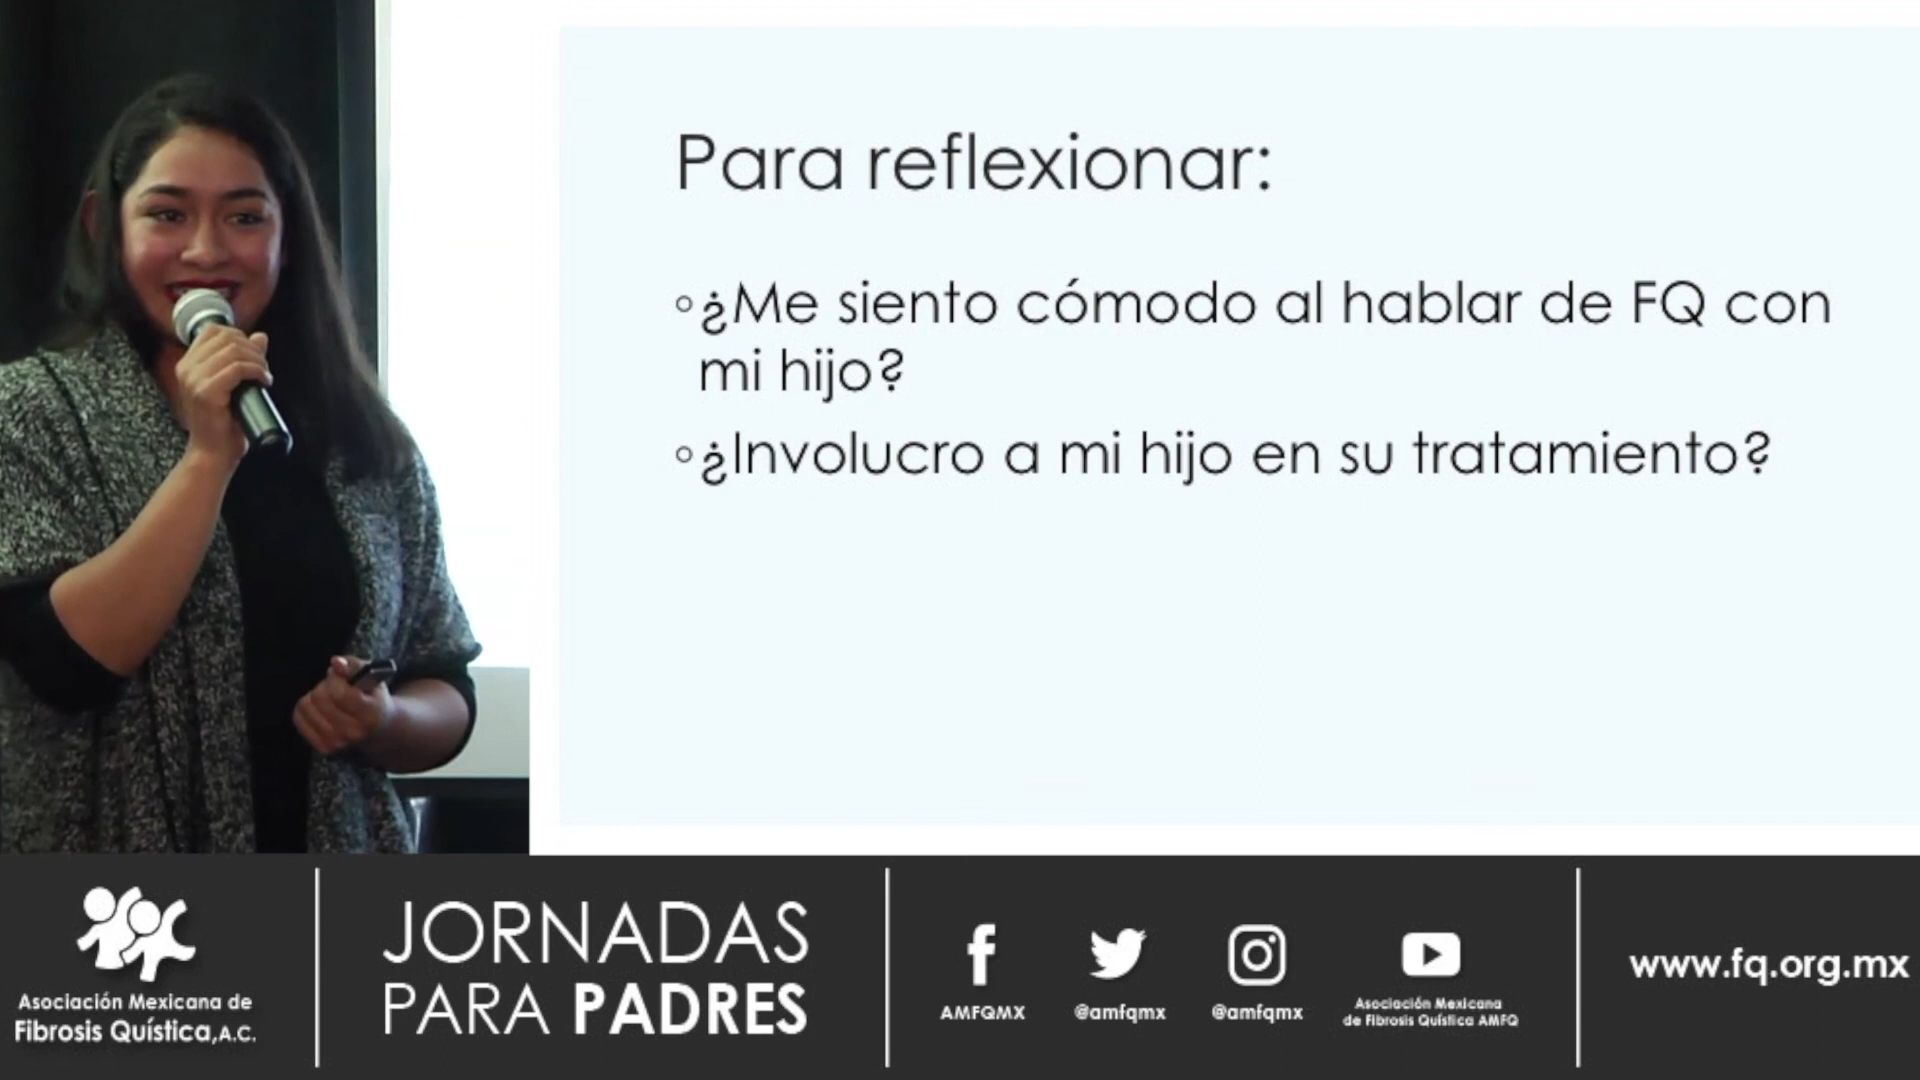 Para reflexionar:
¿Me siento cómodo al hablar de FQ con
mi hijo?
¿Involucro a mi hijo en su tratamiento?
Asociación Mexicana de
Fibrosis Quística, A.C.
JORNADAS
PARA PADRES
AMFQMX
@amfqmx
@amfqmx
Asociación Mexicana
de Fibrosis Quística AMFQ
www.fq.org.mx